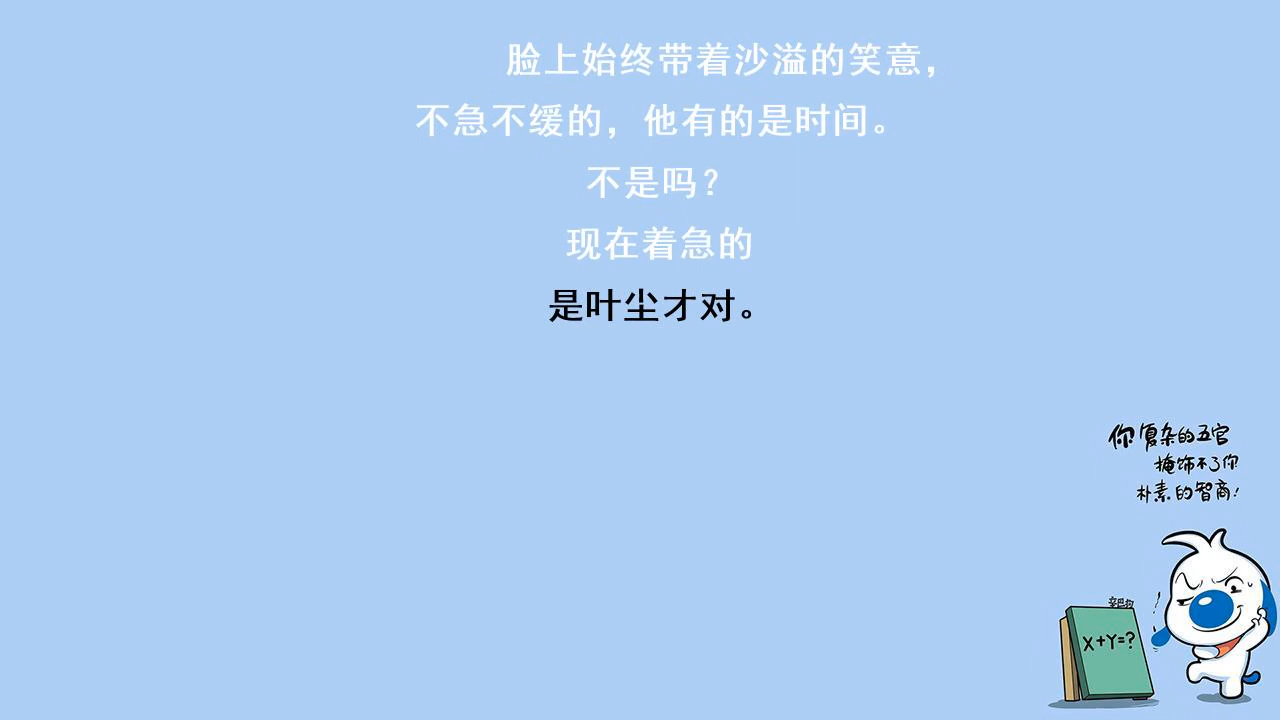 脸上始终带着沙溢的笑意，
不急不缓的，他有的是时间。
不是吗？
现在着急的
是叶尘才对。
你复杂的五官
掩饰不了你
朴素的智商！
X+Y=?